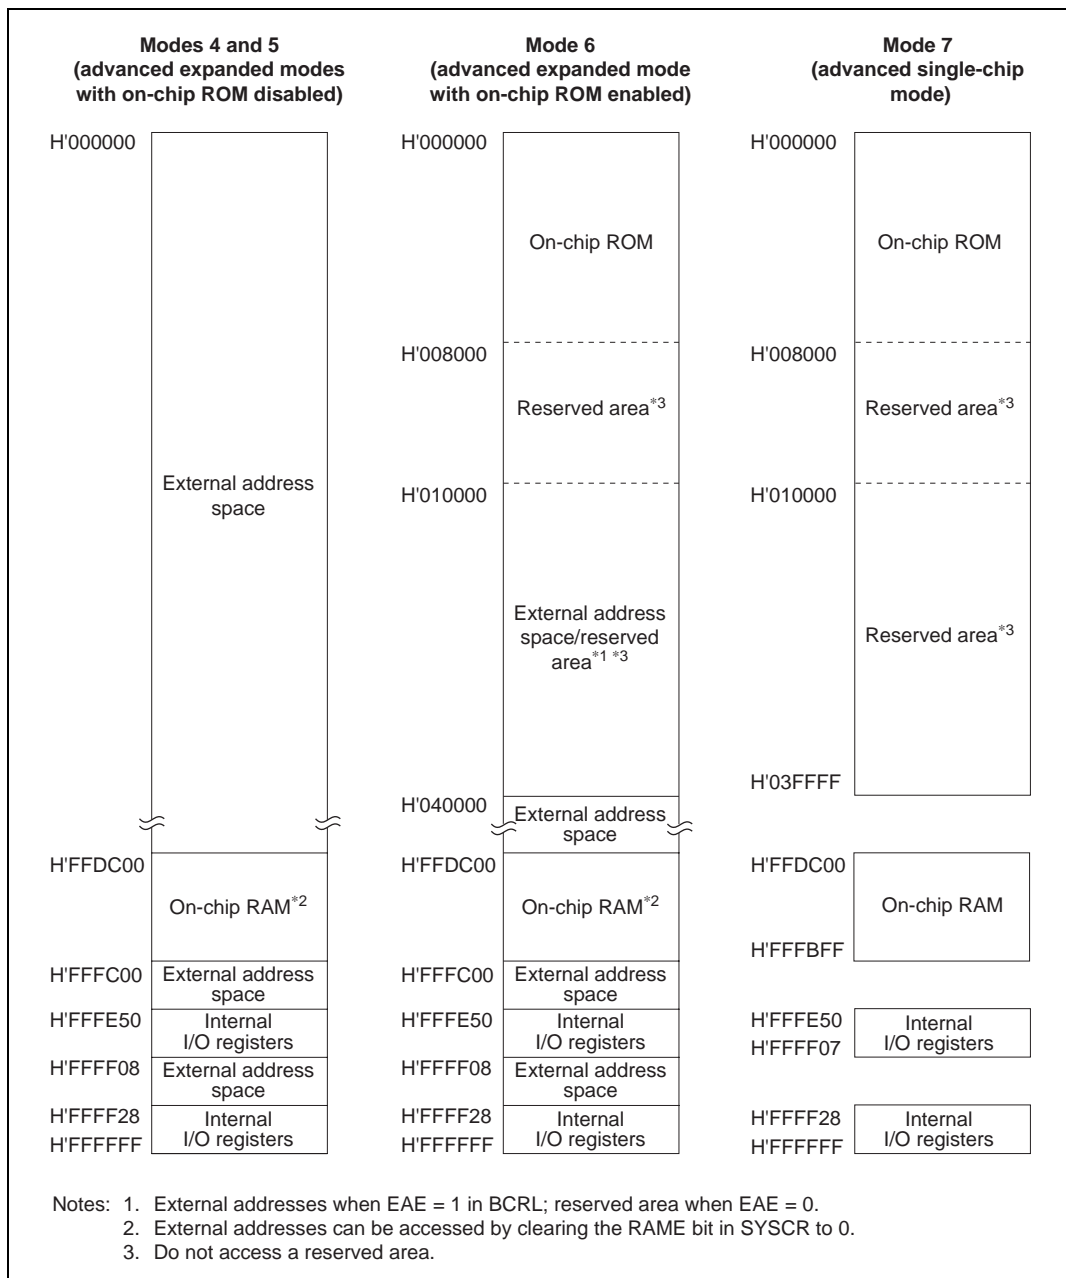 Modes 4 and 5
(advanced expanded modes
with on-chip ROM disabled)
H'000000
External address
space
H'FFDC00
On-chip RAM*2
H'FFFC00
External address
space
H'FFFE50
Internal
I/O registers
H'FFFF08
External address
space
H'FFFF28
Internal
I/O registers
H'FFFFFF
Mode 6
(advanced expanded mode
with on-chip ROM enabled)
H'000000
On-chip ROM
H'008000
Reserved area*3
H'010000
External address
space/reserved
area*1 *3
H'040000
External address
space
H'FFDC00
On-chip RAM*2
H'FFFC00
External address
space
H'FFFE50
Internal
I/O registers
H'FFFF08
External address
space
H'FFFF28
Internal
I/O registers
H'FFFFFF
Mode 7
(advanced single-chip
mode)
H'000000
On-chip ROM
H'008000
Reserved area*3
H'010000
Reserved area*3
H'03FFFF
H'FFDC00
On-chip RAM
H'FFFBFF
H'FFFE50
Internal
I/O registers
H'FFFF07
H'FFFF28
Internal
I/O registers
H'FFFFFF
Notes: 1. External addresses when EAE = 1 in BCRL; reserved area when EAE = 0.
2. External addresses can be accessed by clearing the RAME bit in SYSCR to 0.
3. Do not access a reserved area.